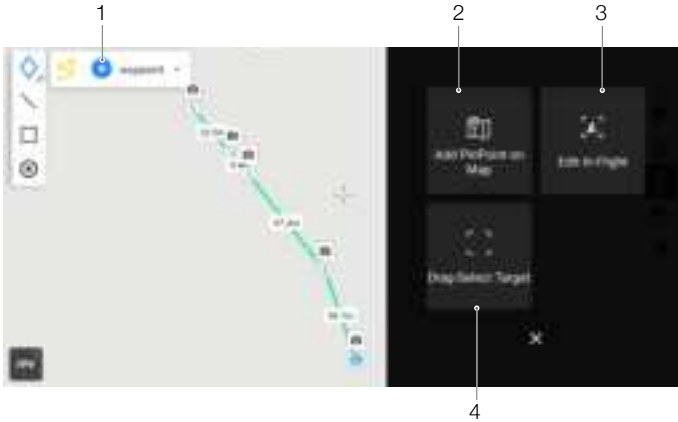 1
2
3
waypoint
Add PinPoint on
Map
Edit In-Flight
Drag-Select Target
4